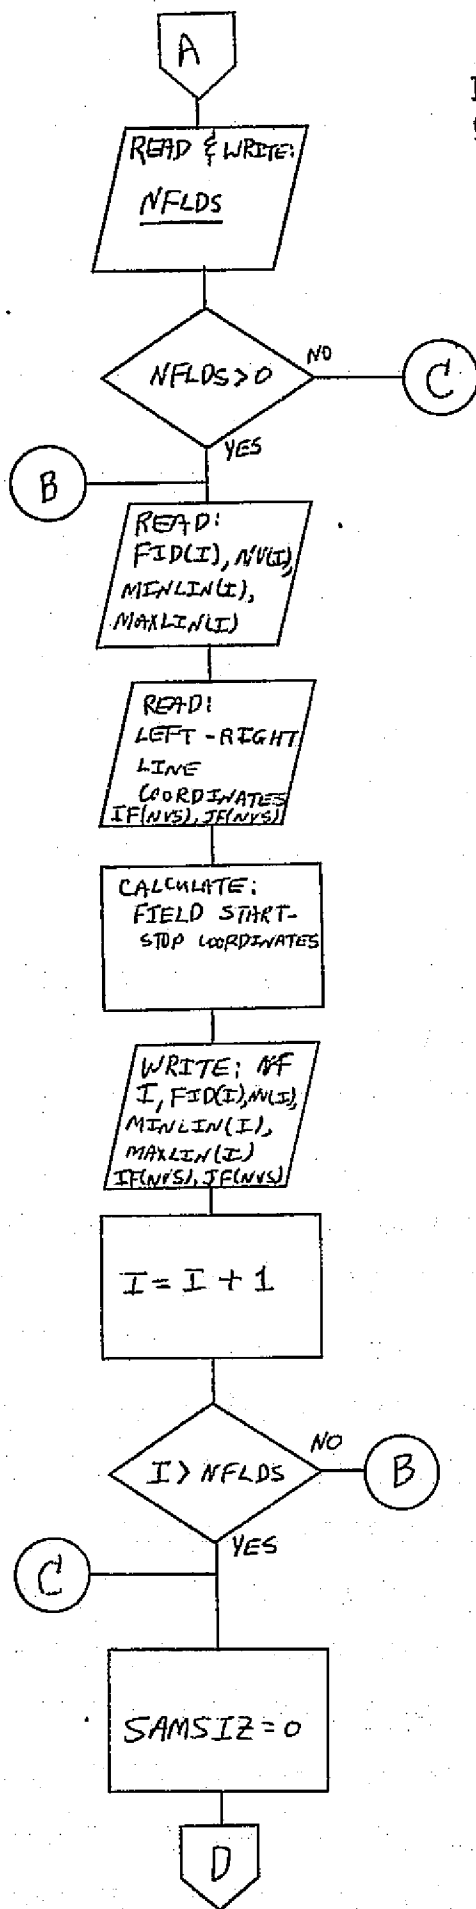 A
READ & WRITE:
NFLDS
NFLDS > 0
NO
C
YES
B
READ:
FID(I), NV(I),
MINLIN(I),
MAXLIN(I)
READ:
LEFT-RIGHT
LINE
COORDINATES
IF(NVS), JF(NVS)
CALCULATE:
FIELD START-
STOP COORDINATES
WRITE: NF
I, FID(I), NV(I),
MINLIN(I),
MAXLIN(I)
IF(NVS), JF(NVS)
I = I + 1
I > NFLDS
NO
B
YES
C
SAMSIZ = 0
D